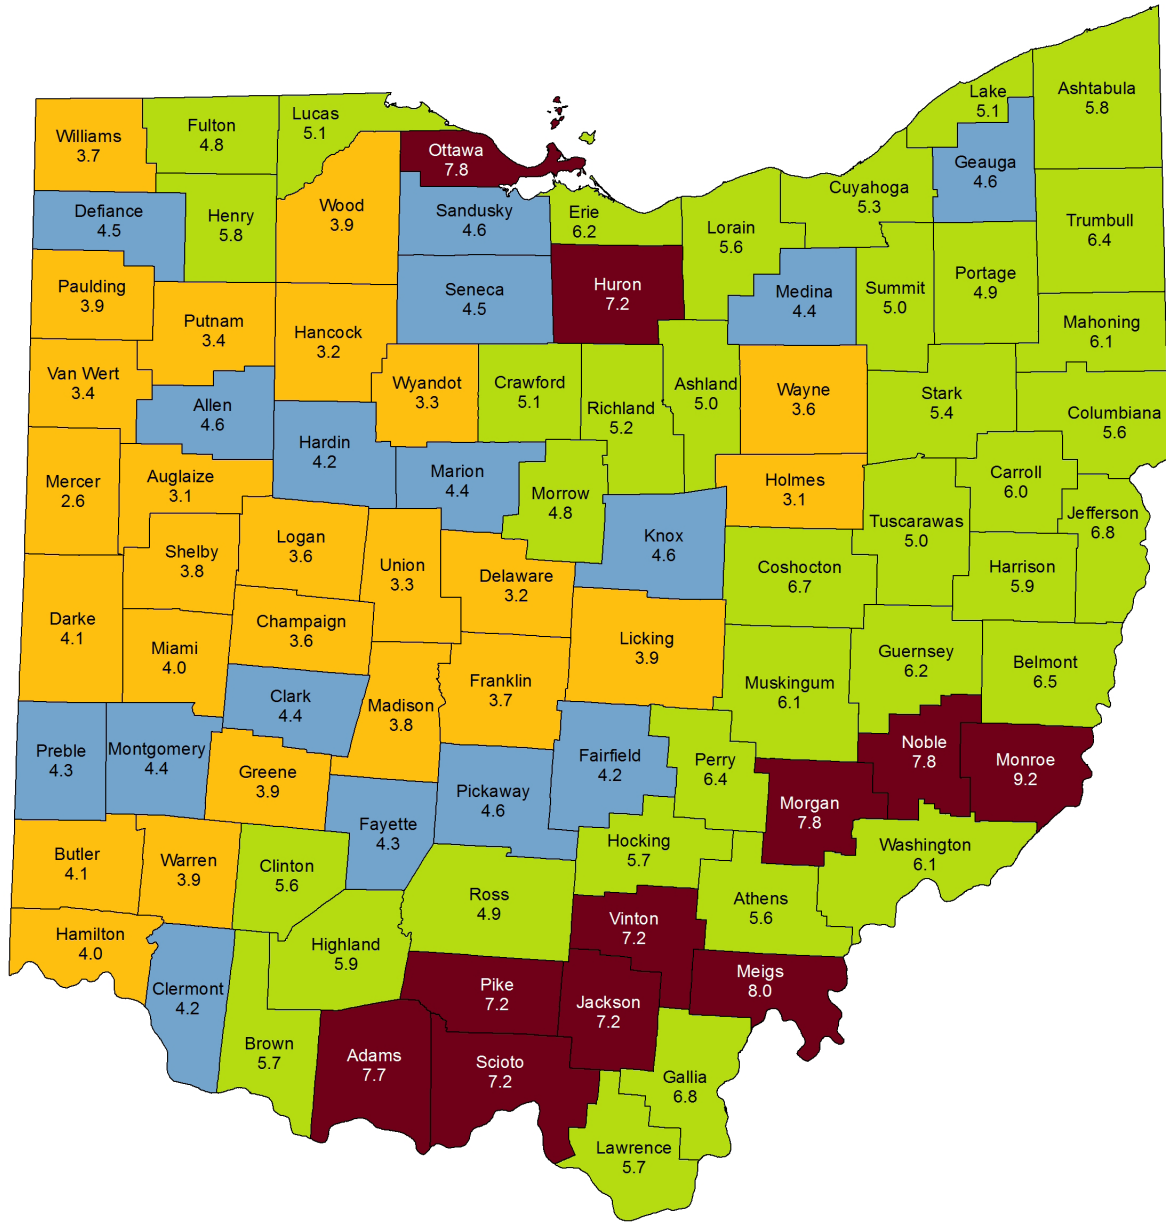 Lake
5.1
Ashtabula
5.8
Williams
3.7
Fulton
4.8
Lucas
5.1
Ottawa
7.8
Geauga
4.6
Cuyahoga
5.3
Defiance
4.5
Henry
5.8
Wood
3.9
Sandusky
4.6
Erie
6.2
Lorain
5.6
Trumbull
6.4
Paulding
3.9
Putnam
3.4
Hancock
3.2
Seneca
4.5
Huron
7.2
Medina
4.4
Summit
5.0
Portage
4.9
Mahoning
6.1
Van Wert
3.4
Allen
4.6
Wyandot
3.3
Crawford
5.1
Richland
5.2
Ashland
5.0
Wayne
3.6
Stark
5.4
Columbiana
5.6
Hardin
4.2
Mercer
2.6
Auglaize
3.1
Marion
4.4
Morrow
4.8
Holmes
3.1
Carroll
6.0
Jefferson
6.8
Tuscarawas
5.0
Knox
4.6
Logan
3.6
Shelby
3.8
Union
3.3
Delaware
3.2
Coshocton
6.7
Harrison
5.9
Darke
4.1
Champaign
3.6
Miami
4.0
Licking
3.9
Guernsey
6.2
Belmont
6.5
Clark
4.4
Madison
3.8
Franklin
3.7
Muskingum
6.1
Preble
4.3
Montgomery
4.4
Greene
3.9
Pickaway
4.6
Fairfield
4.2
Perry
6.4
Noble
7.8
Monroe
9.2
Morgan
7.8
Fayette
4.3
Hocking
5.7
Washington
6.1
Butler
4.1
Warren
3.9
Clinton
5.6
Ross
4.9
Athens
5.6
Vinton
7.2
Hamilton
4.0
Highland
5.9
Clermont
4.2
Pike
7.2
Jackson
7.2
Meigs
8.0
Brown
5.7
Adams
7.7
Scioto
7.2
Gallia
6.8
Lawrence
5.7